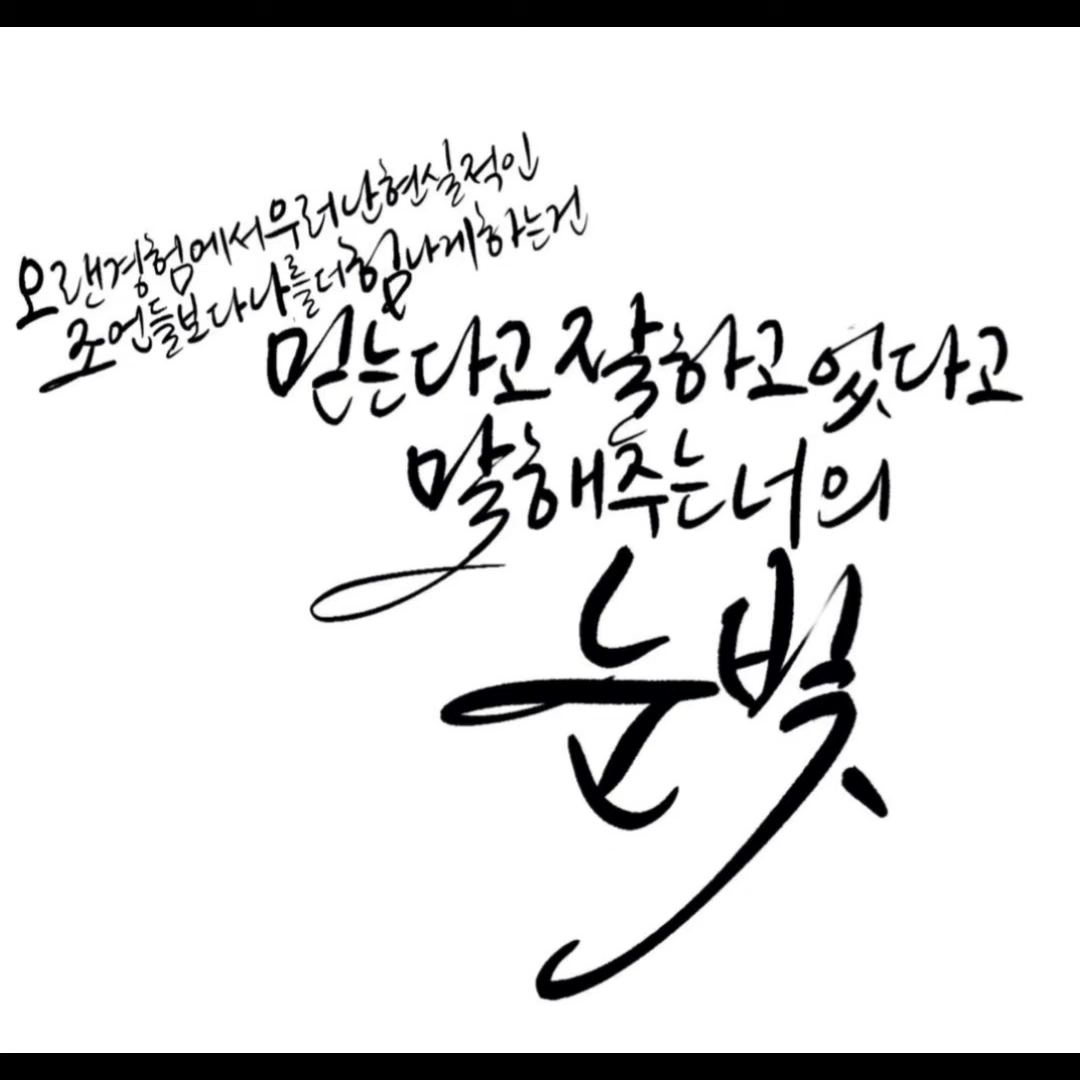 오랜경험에서우러난현실적인
조언들보다나를더힘나게하는건
믿는다고잘하고있다고
말해주는너의
눈빛